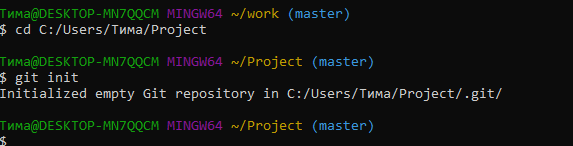 Тима@DESKTOP-MN7QQCM MINGW64 ~/work (master)
$ cd C:/Users/Тима/Project
Тима@DESKTOP-MN7QQCM MINGW64 ~/Project (master)
$ git init
Initialized empty Git repository in C:/Users/Тима/Project/.git/
Тима@DESKTOP-MN7QQCM MINGW64 ~/Project (master)
$